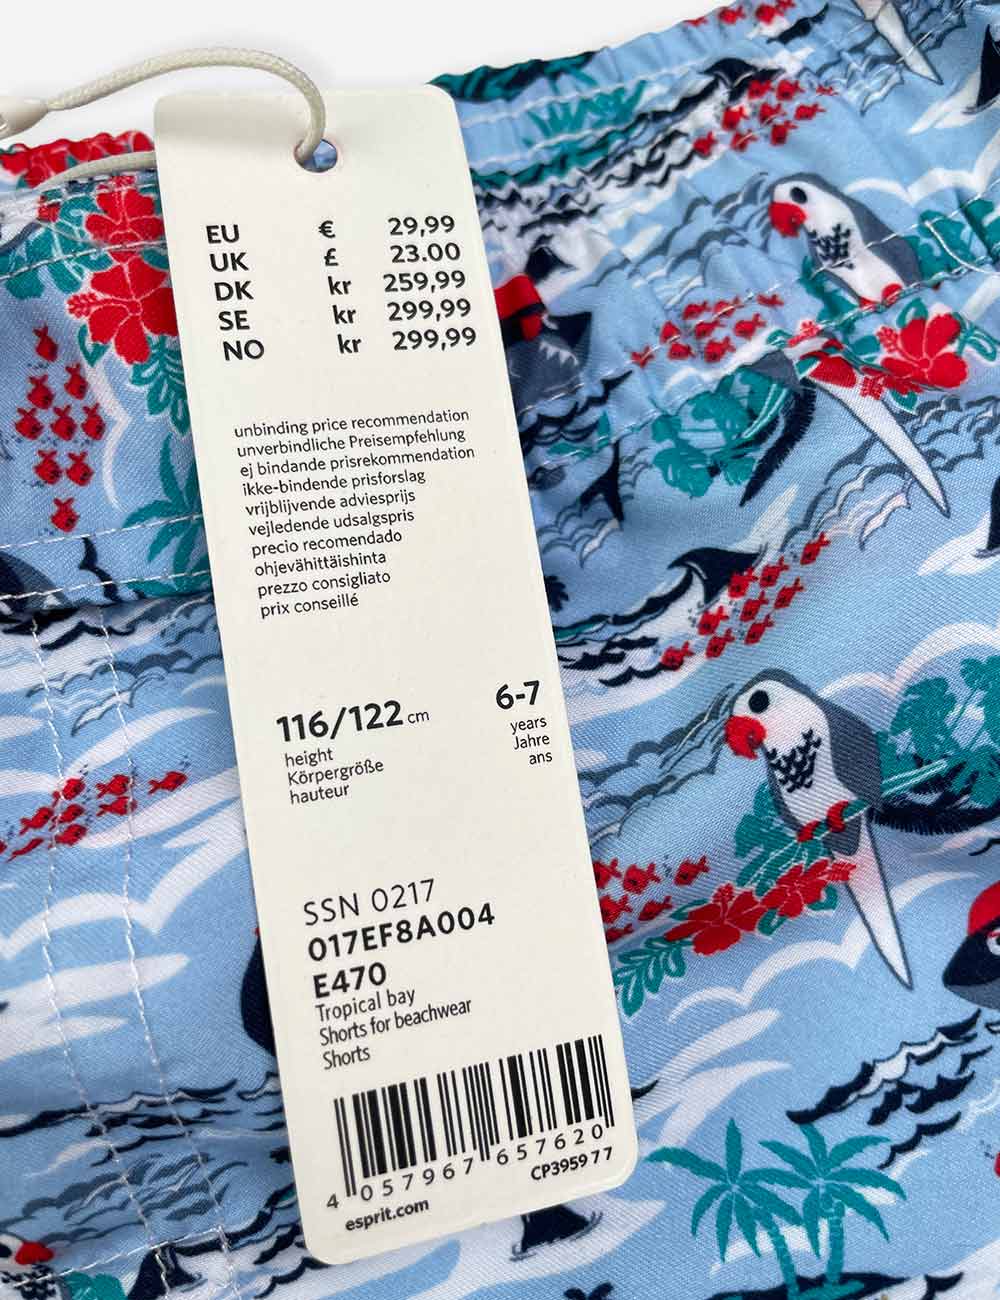 EU € 29,99
UK £ 23.00
DK kr 259,99
SE kr 299,99
NO kr 299,99
unbinding price recommendation
unverbindliche Preisempfehlung
ej bindande prisrekommendation
ikke-bindende prisforslag
vrijblijvende adviesprijs
vejledende udsalgspris
precio recomendado
ohjevähittäishinta
prezzo consigliato
prix conseillé
116/122 cm 6-7
height years
Körpergröße Jahre
hauteur ans
SSN 0217
017EF8A004
E470
Tropical bay
Shorts for beachwear
Shorts
4 057967 657620
esprit.com CP395977